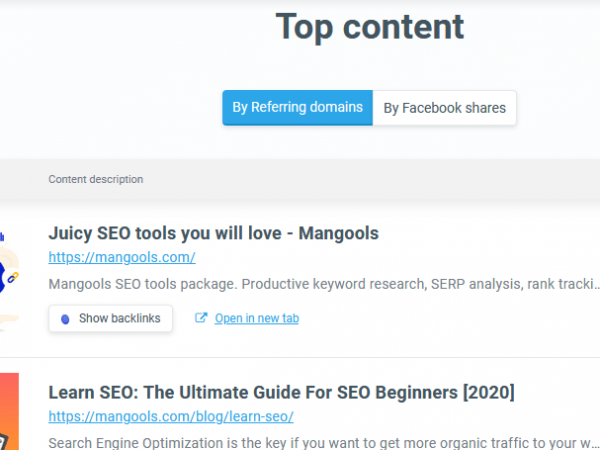 Top content
By Referring domains
By Facebook shares
Content description
Juicy SEO tools you will love - Mangools
https://mangools.com/
Mangools SEO tools package. Productive keyword research, SERP analysis, rank tracki...
Show backlinks
Open in new tab
Learn SEO: The Ultimate Guide For SEO Beginners [2020]
https://mangools.com/blog/learn-seo/
Search Engine Optimization is the key if you want to get more organic traffic to your w...